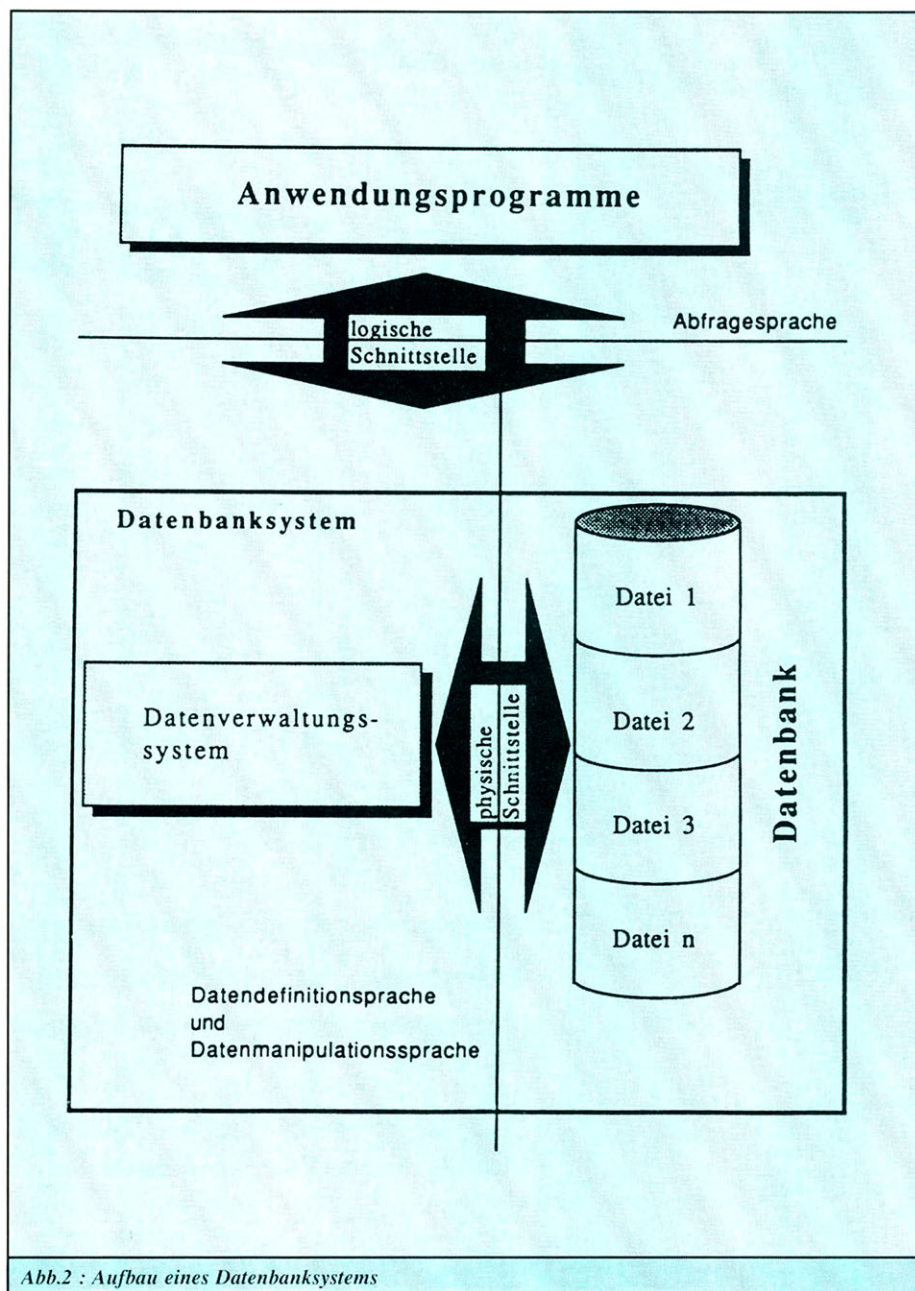 Anwendungsprogramme
logische
Schnittstelle
Abfragesprache
Datenbanksystem
Datenverwaltungs-
system
physische
Schnittstelle
Datei 1
Datei 2
Datei 3
Datei n
Datenbank
Datendefinitionsprache
und
Datenmanipulationssprache
Abb.2 : Aufbau eines Datenbanksystems